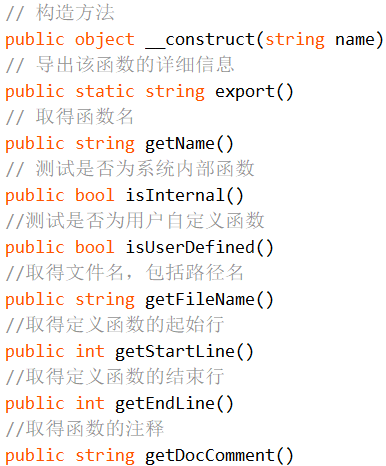 // 构造方法
public object __construct(string name)
// 导出该函数的详细信息
public static string export()
// 取得函数名
public string getName()
// 测试是否为系统内部函数
public bool isInternal()
//测试是否为用户自定义函数
public bool isUserDefined()
//取得文件名，包括路径名
public string getFileName()
//取得定义函数的起始行
public int getStartLine()
//取得定义函数的结束行
public int getEndLine()
//取得函数的注释
public string getDocComment()